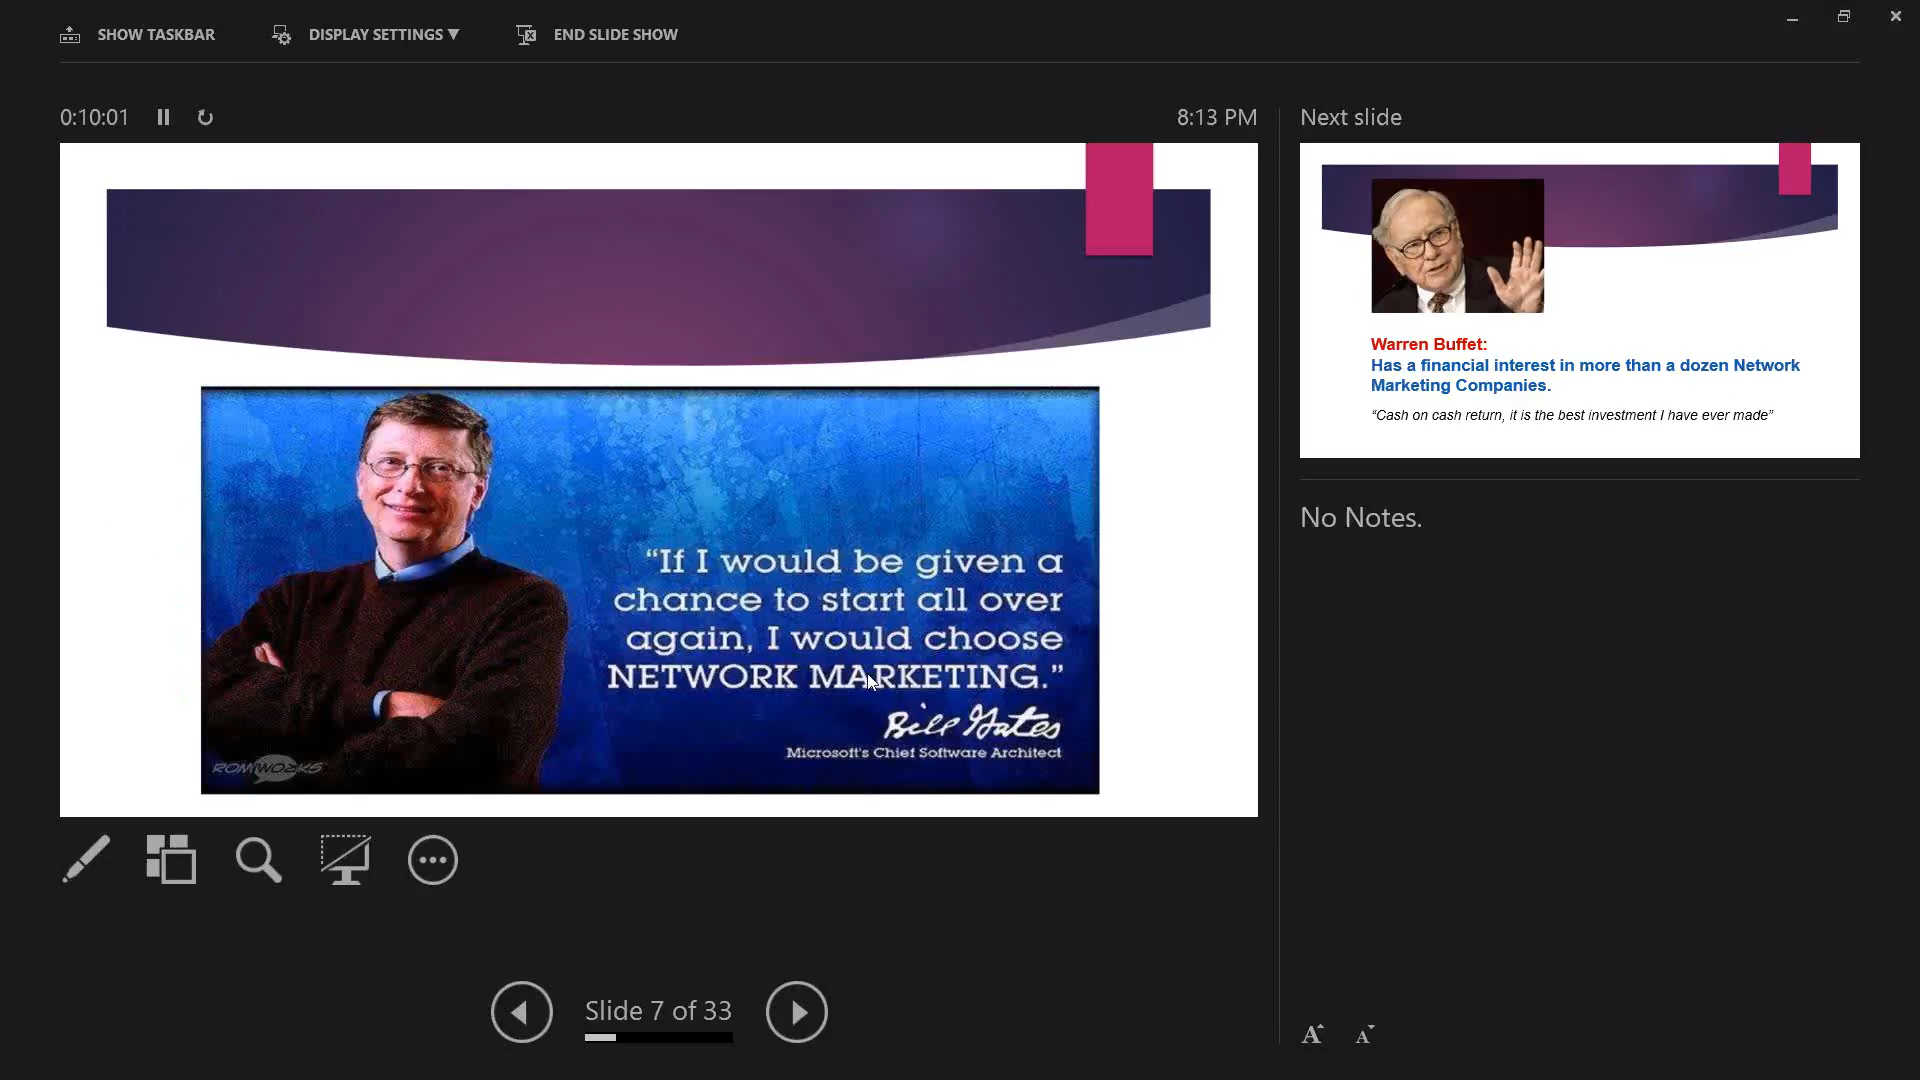 SHOW TASKBAR
DISPLAY SETTINGS ▼
END SLIDE SHOW
0:10:01
8:13 PM
“If I would be given a
chance to start all over
again, I would choose
NETWORK MARKETING.”
Bill Gates
Microsoft's Chief Software Architect
ROMWORKS
Slide 7 of 33
Next slide
Warren Buffet:
Has a financial interest in more than a dozen Network
Marketing Companies.
“Cash on cash return, it is the best investment I have ever made”
No Notes.
A A